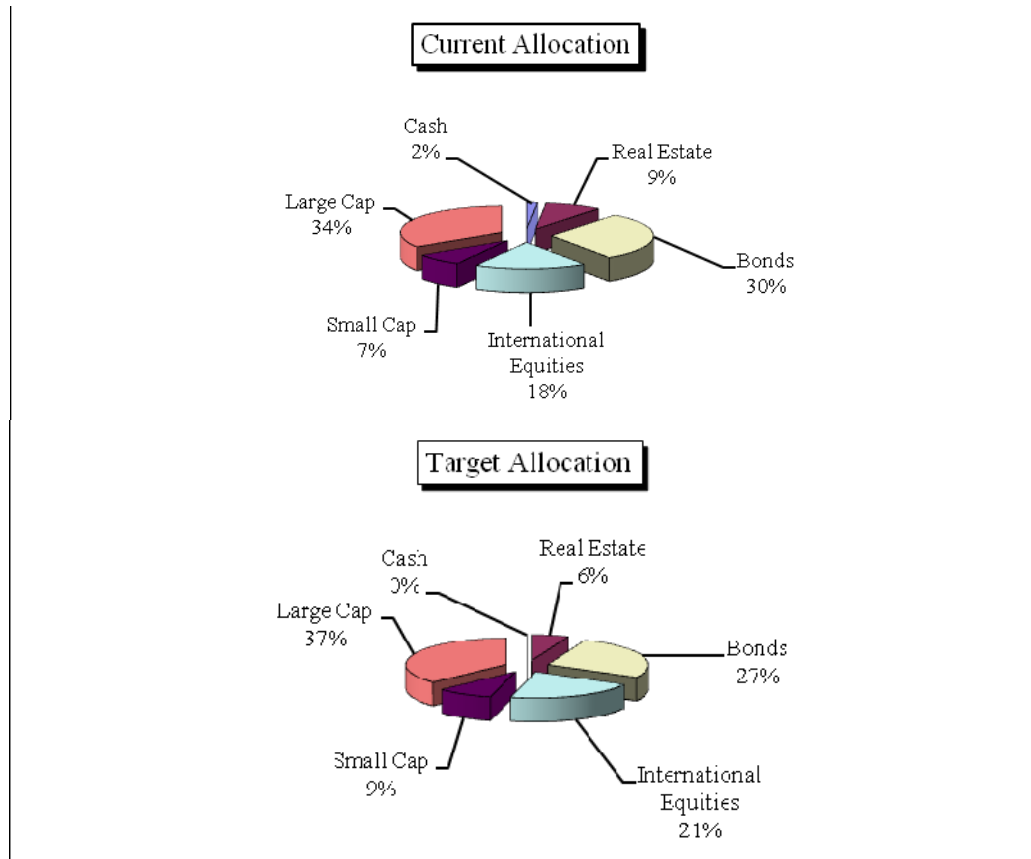 Current Allocation
Cash
2%
Real Estate
9%
Large Cap
34%
Bonds
30%
Small Cap
7%
International
Equities
18%
Target Allocation
Cash
0%
Real Estate
6%
Large Cap
37%
Bonds
27%
Small Cap
9%
International
Equities
21%